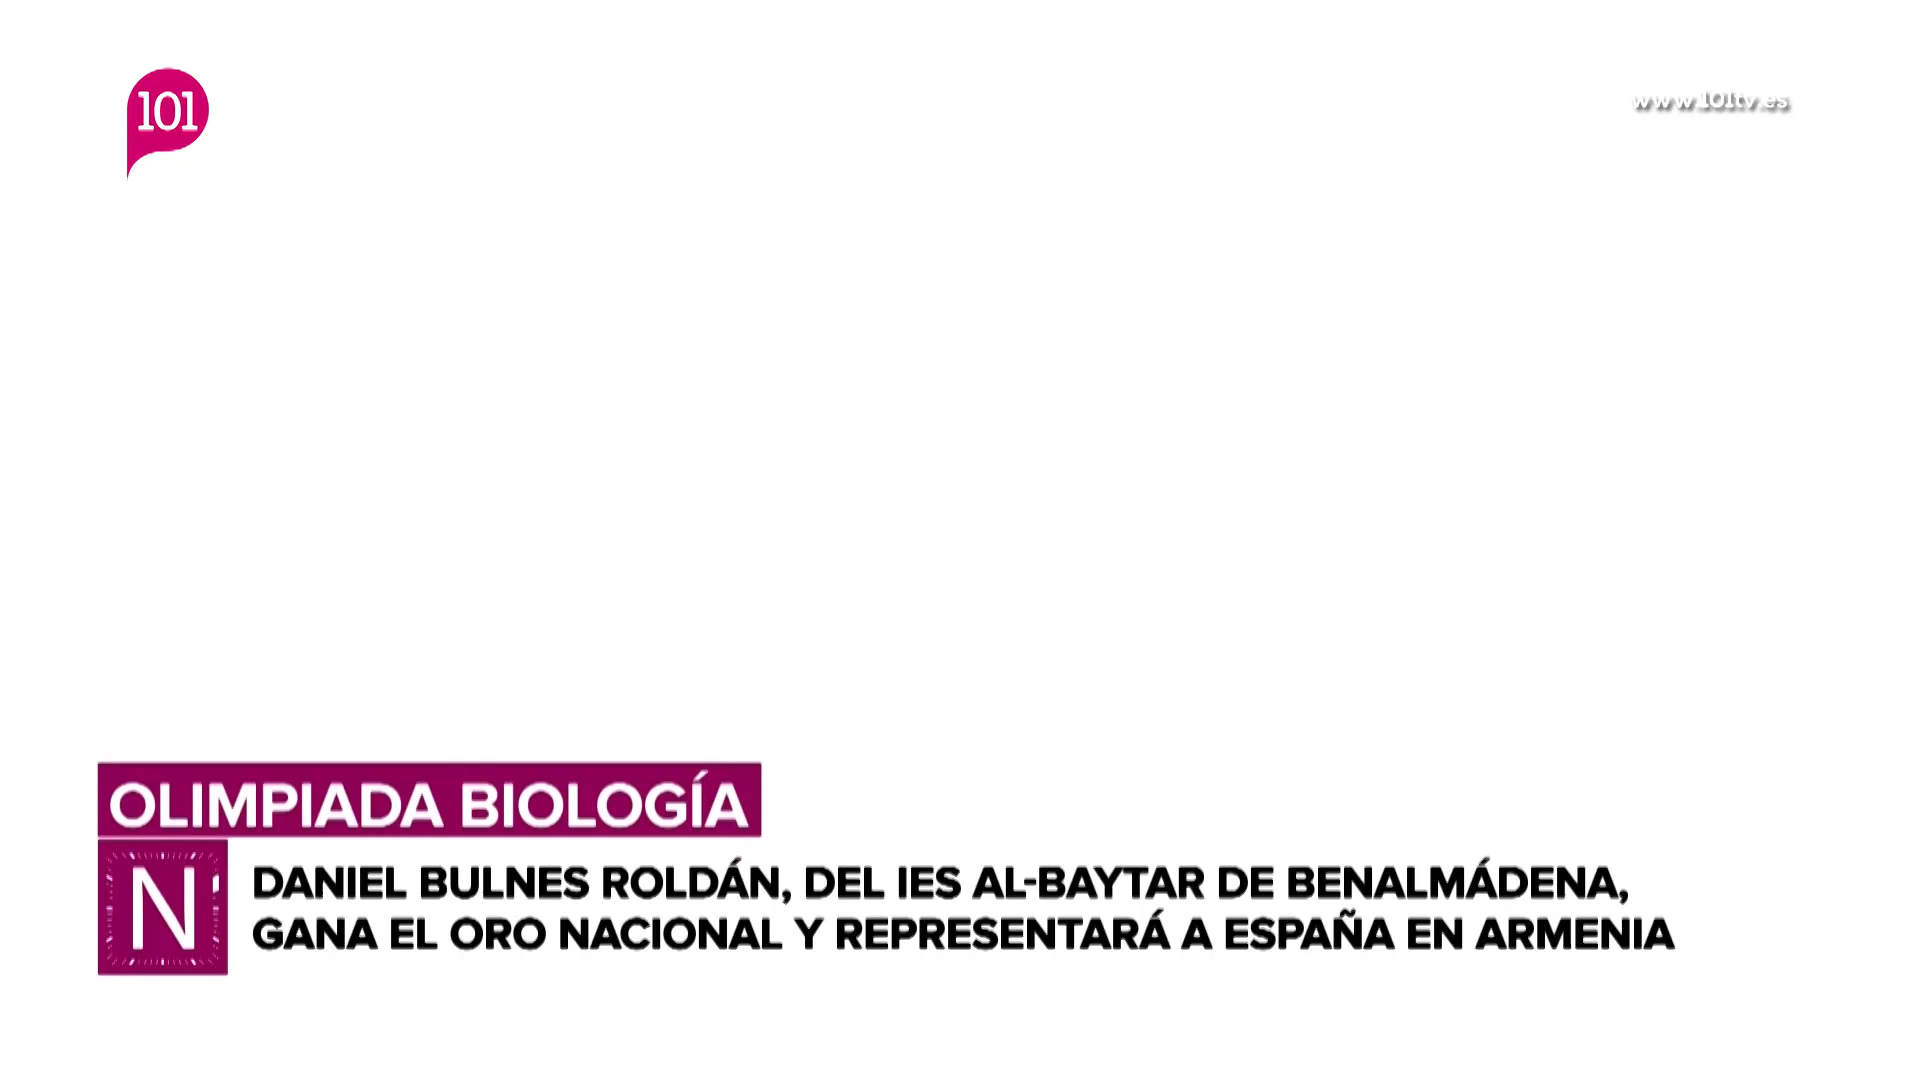 101
www.101tv.es
OLIMPIADA BIOLOGÍA
N
DANIEL BULNES ROLDÁN, DEL IES AL-BAYTAR DE BENALMÁDENA,
GANA EL ORO NACIONAL Y REPRESENTARÁ A ESPAÑA EN ARMENIA